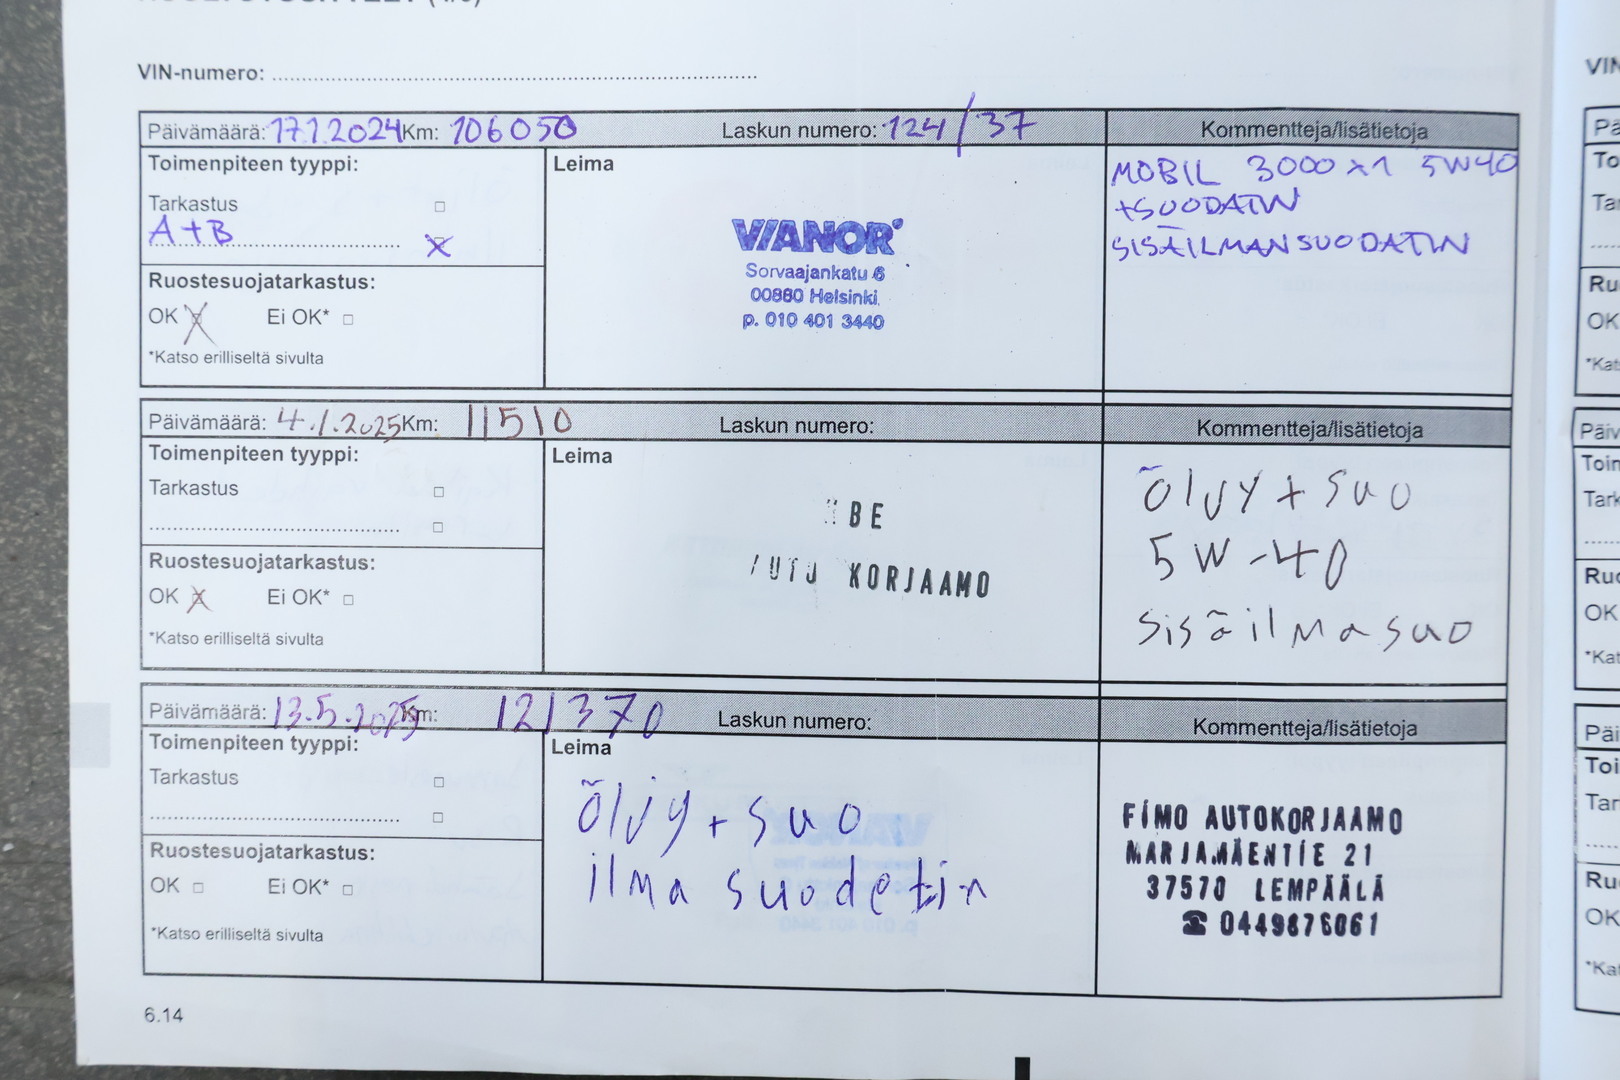 VIN-numero:
Päivämäärä: 17.1.2024 Km: 106050 Laskun numero: 124/37 Kommentteja/lisätietoja
Toimenpiteen tyyppi:
Tarkastus
A+B X
Ruostesuojatarkastus:
OK X Ei OK*
*Katso erilliseltä sivulta
Leima
VIANOR
Sorvaajankatu 6
00880 Helsinki
p. 010 401 3440
MOBIL 3000 x1 5W40
+SUODATIN
SISÄILMANSUODATIN
Päivämäärä: 4.1.2025 Km: 11510 Laskun numero: Kommentteja/lisätietoja
Toimenpiteen tyyppi:
Tarkastus
Ruostesuojatarkastus:
OK X Ei OK*
*Katso erilliseltä sivulta
Leima
BE
KORJAAMO
õljy + suo
5W-40
sisäilmasuo
Päivämäärä: 13.5.2025 Km: 121370 Laskun numero: Kommentteja/lisätietoja
Toimenpiteen tyyppi:
Tarkastus
Ruostesuojatarkastus:
OK Ei OK*
*Katso erilliseltä sivulta
Leima
õljy + suo
ilma suodetin
FIMO AUTOKORJAAMO
MARJAMÄENTIE 21
37570 LEMPÄÄLÄ
☎ 0449876061
6.14